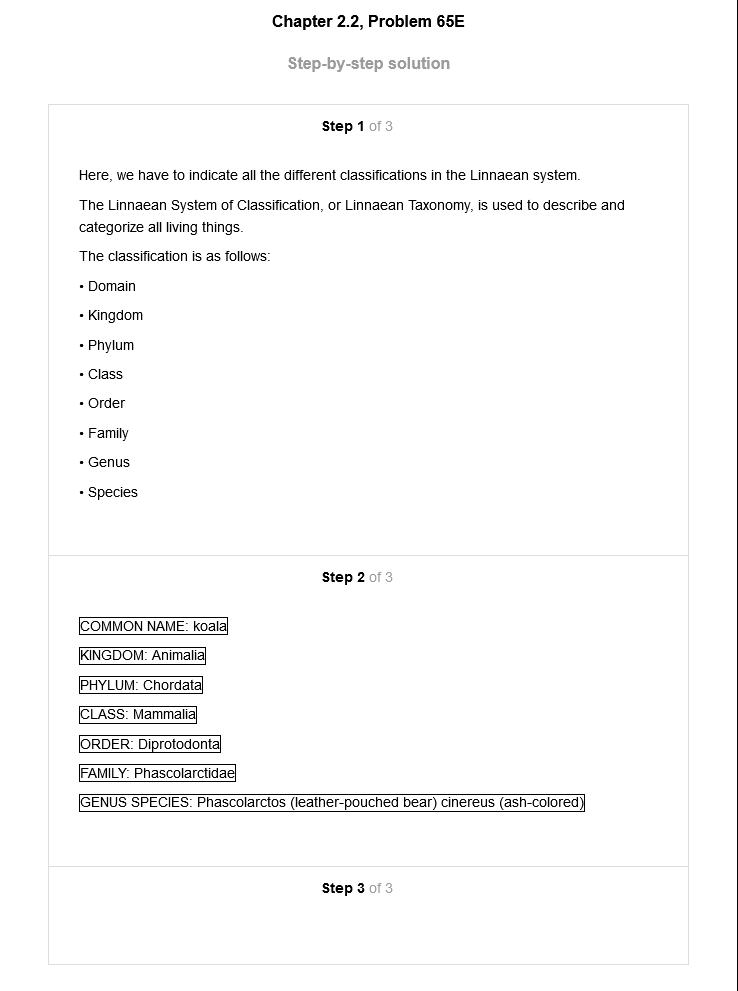 Chapter 2.2, Problem 65E
Step-by-step solution
Step 1 of 3
Here, we have to indicate all the different classifications in the Linnaean system.
The Linnaean System of Classification, or Linnaean Taxonomy, is used to describe and
categorize all living things.
The classification is as follows:
• Domain
• Kingdom
• Phylum
• Class
• Order
• Family
• Genus
• Species
Step 2 of 3
COMMON NAME: koala
KINGDOM: Animalia
PHYLUM: Chordata
CLASS: Mammalia
ORDER: Diprotodonta
FAMILY: Phascolarctidae
GENUS SPECIES: Phascolarctos (leather-pouched bear) cinereus (ash-colored)
Step 3 of 3